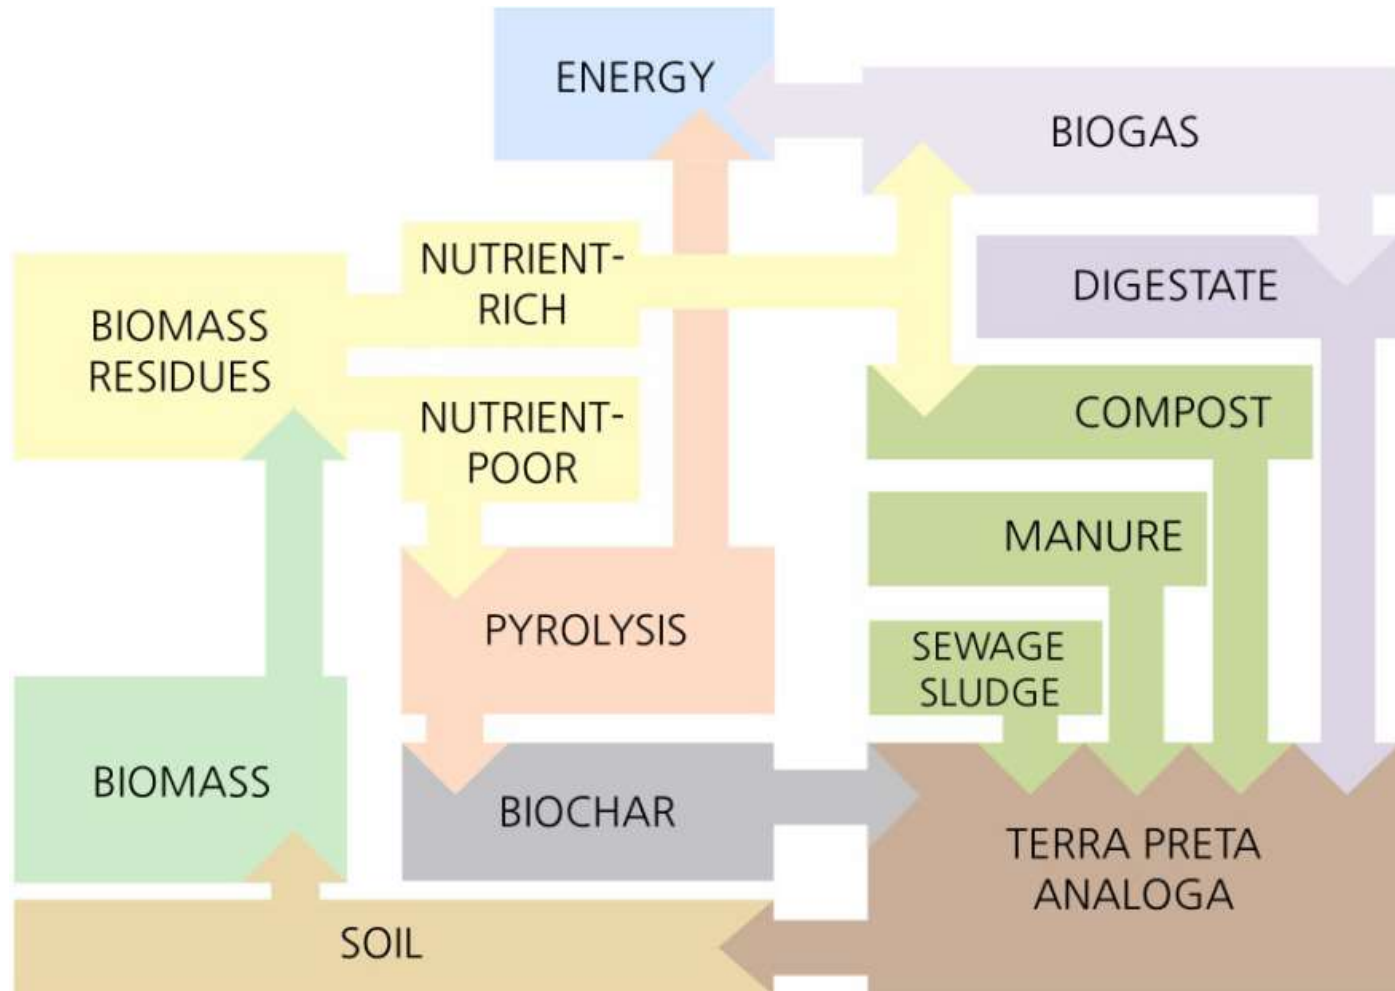 ENERGY
BIOGAS
NUTRIENT-
RICH
DIGESTATE
BIOMASS
RESIDUES
NUTRIENT-
POOR
COMPOST
MANURE
PYROLYSIS
SEWAGE
SLUDGE
BIOMASS
BIOCHAR
TERRA PRETA
ANALOGA
SOIL